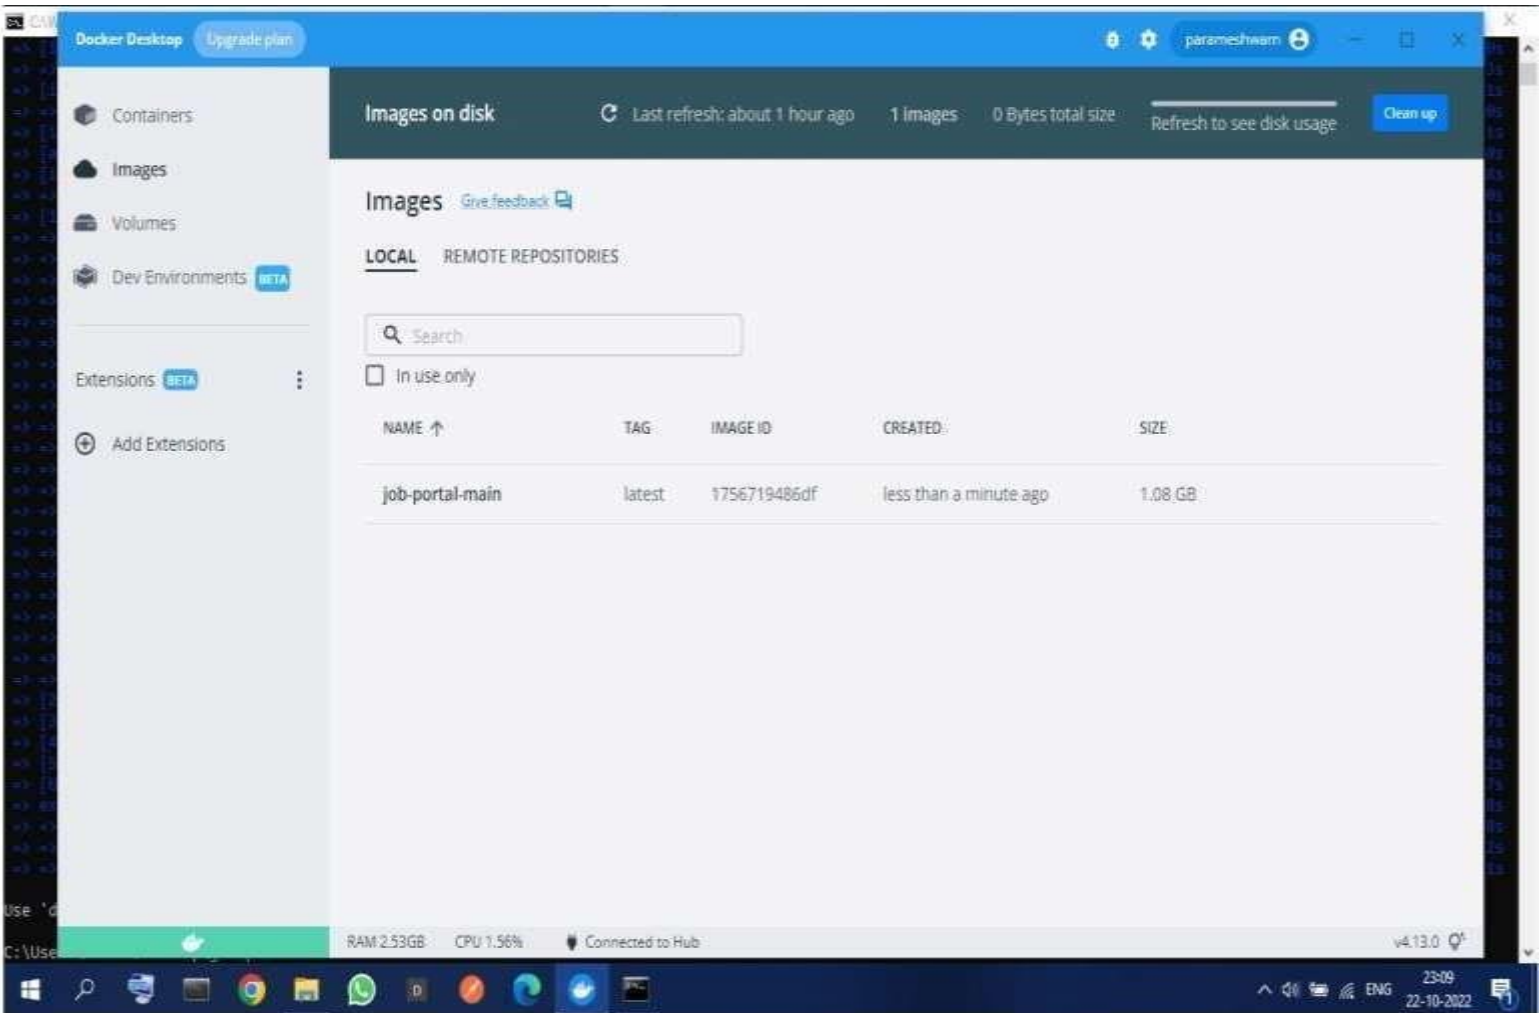 Docker Desktop Upgrade plan parameshwarn
Containers
Images
Volumes
Dev Environments BETA
Extensions BETA
Add Extensions
Images on disk Last refresh: about 1 hour ago 1 images 0 Bytes total size Refresh to see disk usage Clean up
Images Give feedback
LOCAL REMOTE REPOSITORIES
Search
In use only
NAME TAG IMAGE ID CREATED SIZE
job-portal-main latest 1756719486df less than a minute ago 1.08 GB
Use 'd
C:\Use
RAM 2.53GB CPU 1.56% Connected to Hub v4.13.0
ENG 23:09
22-10-2022